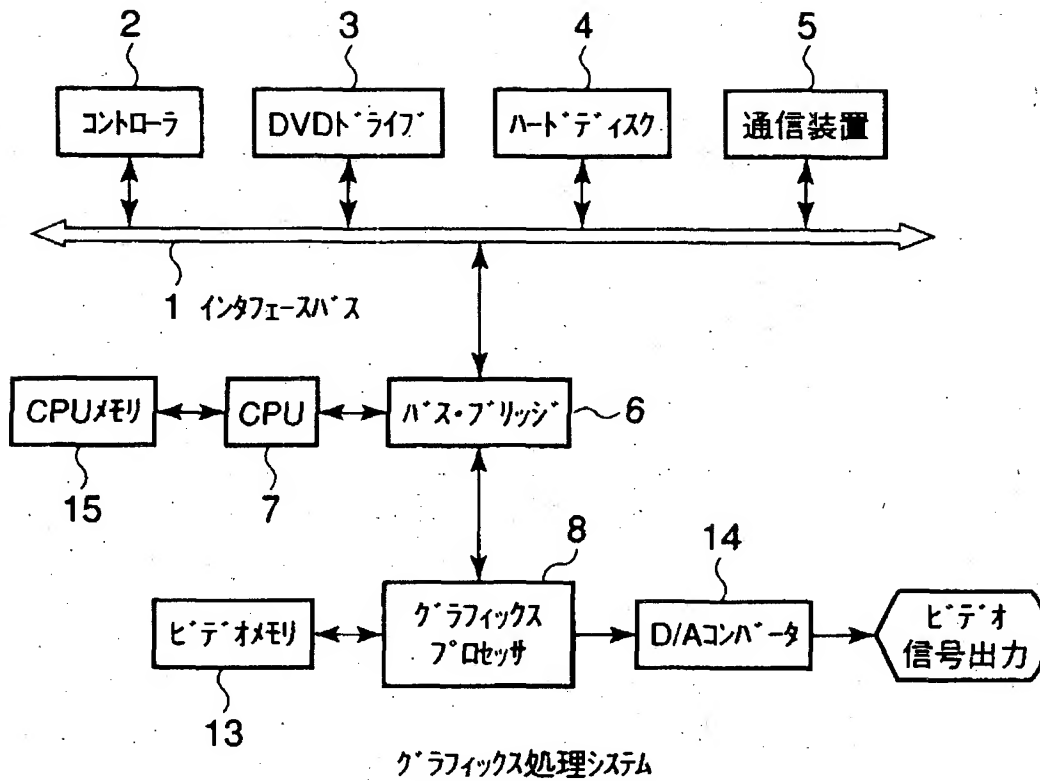 2
3
4
5
コントローラ
DVDドライブ
ハードディスク
通信装置
1 インタフェースバス
CPUメモリ
CPU
バス・ブリッジ
6
15
7
8
14
ビデオメモリ
グラフィックス
プロセッサ
D/Aコンバータ
ビデオ
信号出力
13
グラフィックス処理システム